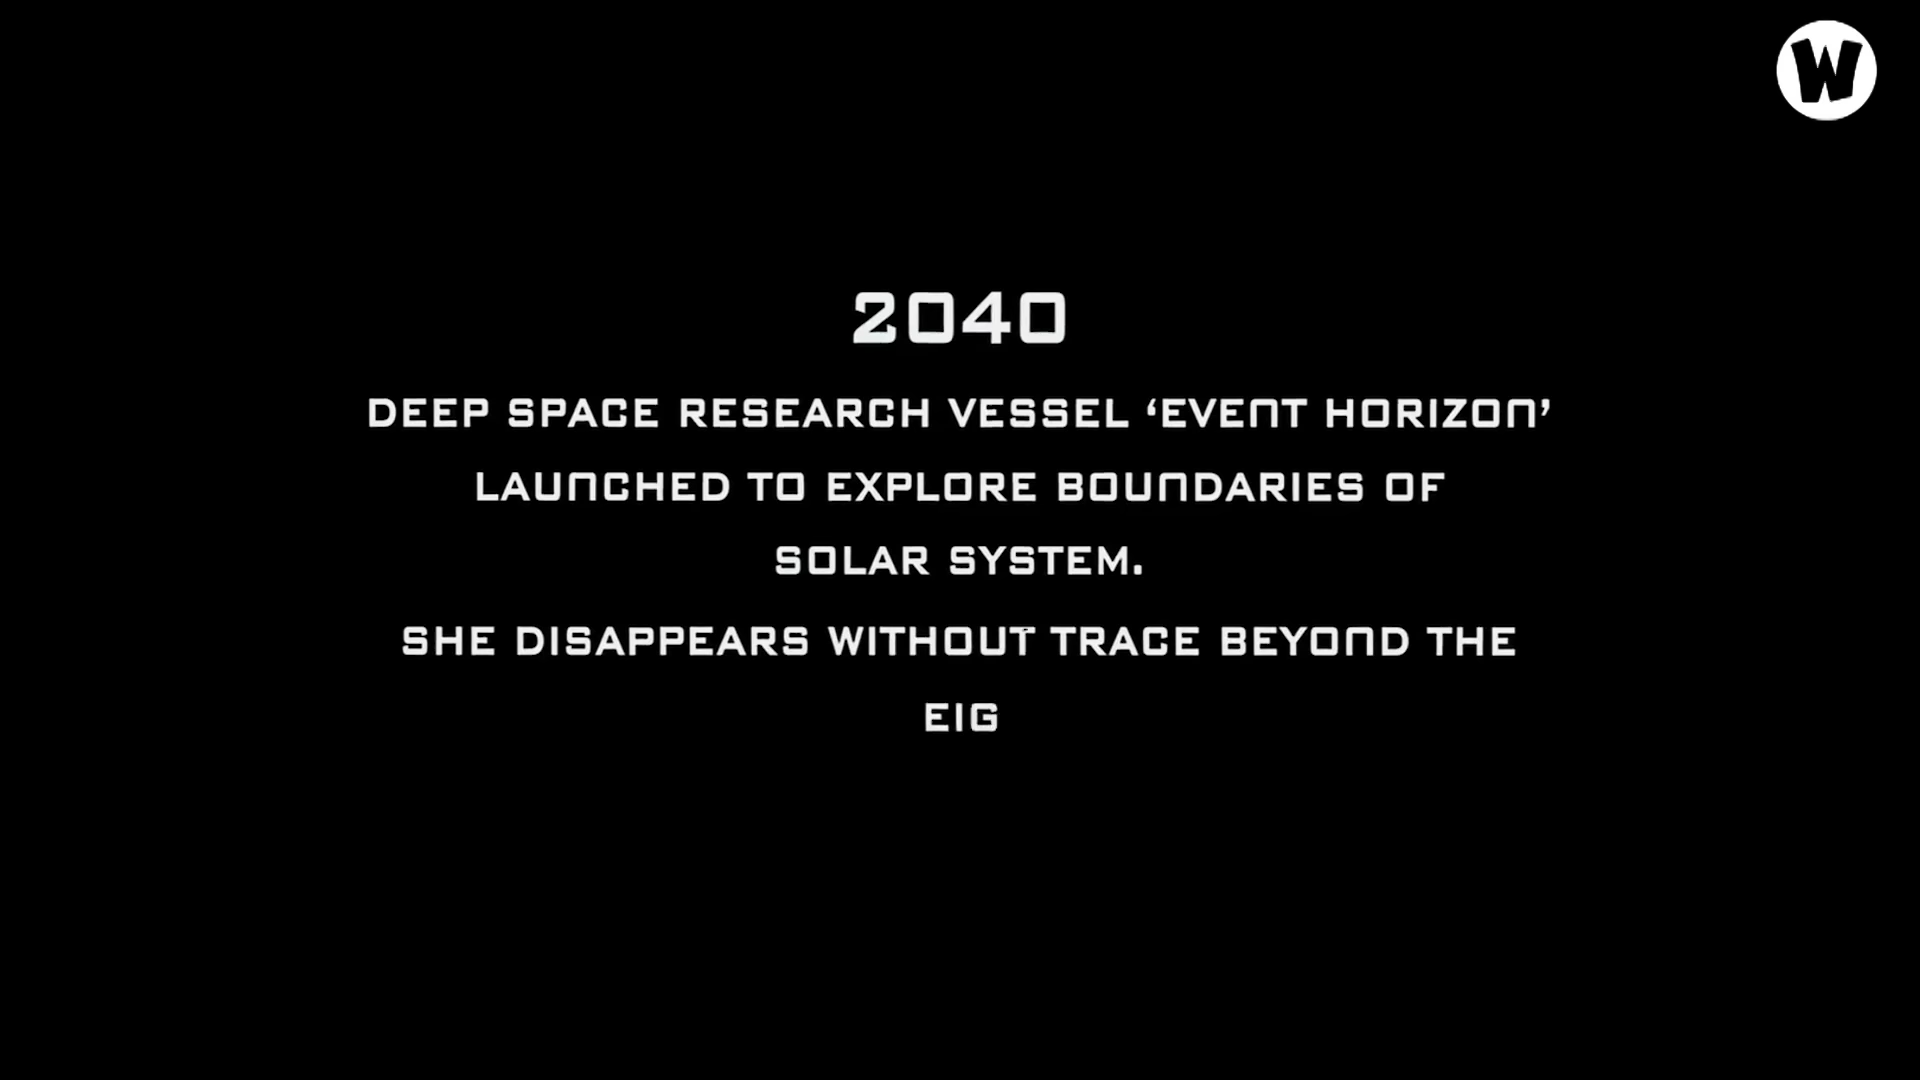 W
2040
DEEP SPACE RESEARCH VESSEL ‘EVENT HORIZON’
LAUNCHED TO EXPLORE BOUNDARIES OF
SOLAR SYSTEM.
SHE DISAPPEARS WITHOUT TRACE BEYOND THE
EIG